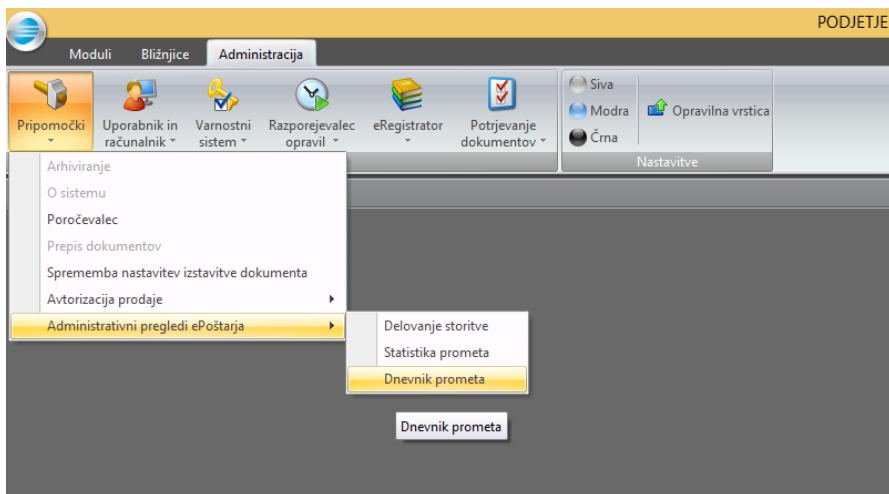 PODJETJE
Moduli Bližnjice Administracija
Pripomočki
Uporabnik in računalnik
Varnostni sistem
Razporejevalec opravil
eRegistrator
Potrjevanje dokumentov
Siva
Modra
Črna
Opravilna vrstica
Nastavitve
Arhiviranje
O sistemu
Poročevalec
Prepis dokumentov
Sprememba nastavitev izstavitve dokumenta
Avtorizacija prodaje
Administrativni pregledi ePoštarja
Delovanje storitve
Statistika prometa
Dnevnik prometa
Dnevnik prometa